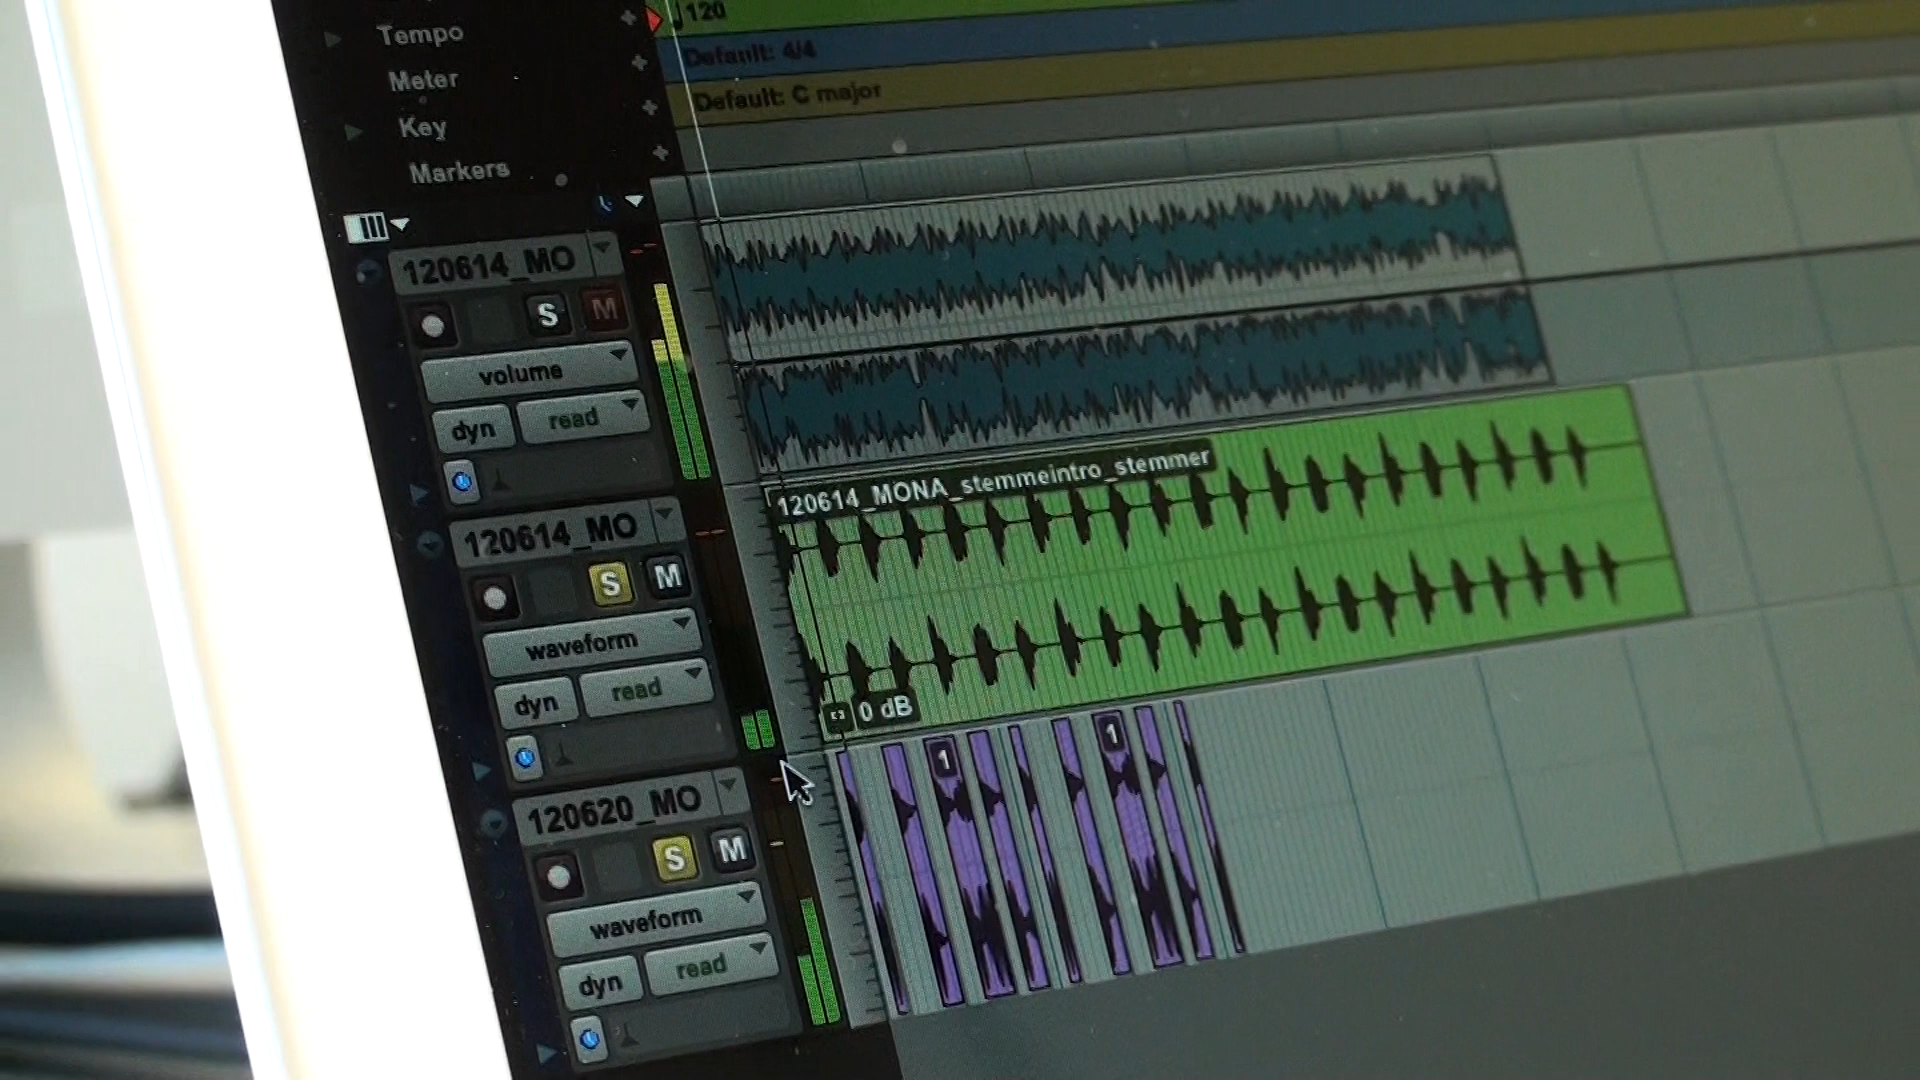 120
Tempo
Default: 4/4
Meter
Default: C major
Key
Markers
120614_MO
S M
volume
dyn read
120614_MONA_stemmeintro_stemmer
120614_MO
S M
waveform
dyn read
0 dB
1 1
120620_MO
S M
waveform
dyn read